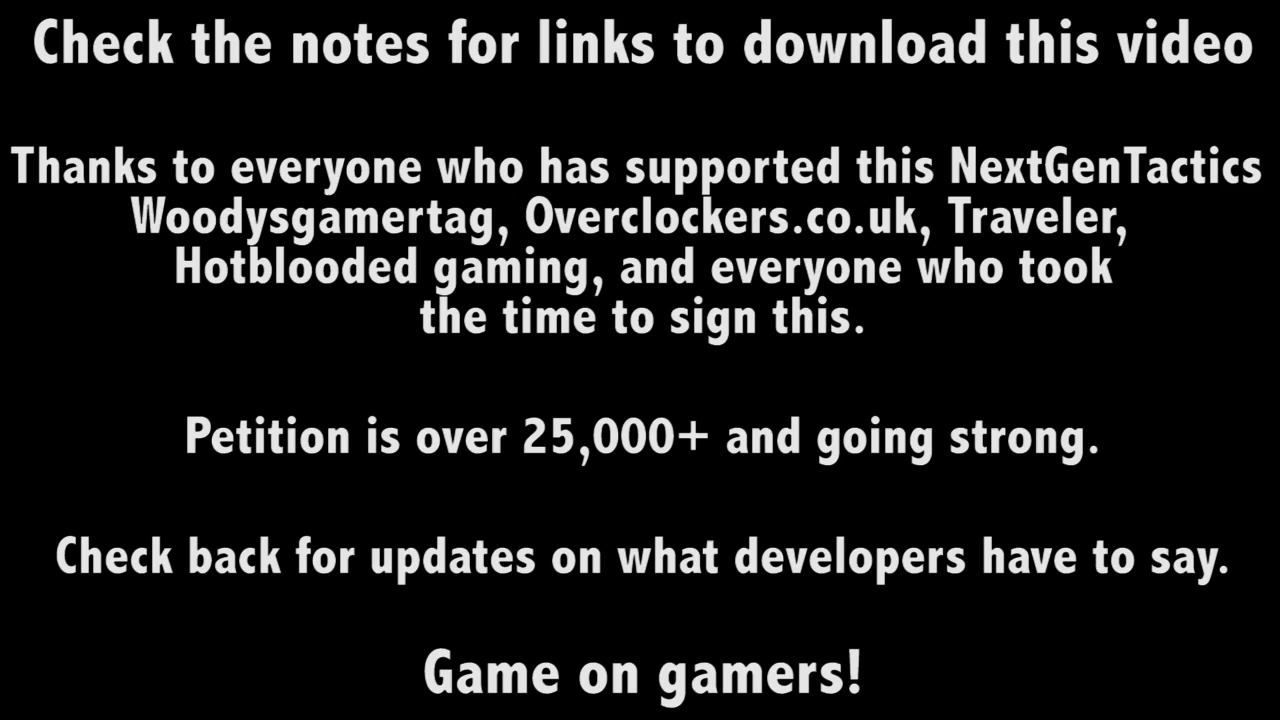 Check the notes for links to download this video
Thanks to everyone who has supported this NextGenTactics
Woodysgamertag, Overclockers.co.uk, Traveler,
Hotblooded gaming, and everyone who took
the time to sign this.
Petition is over 25,000+ and going strong.
Check back for updates on what developers have to say.
Game on gamers!